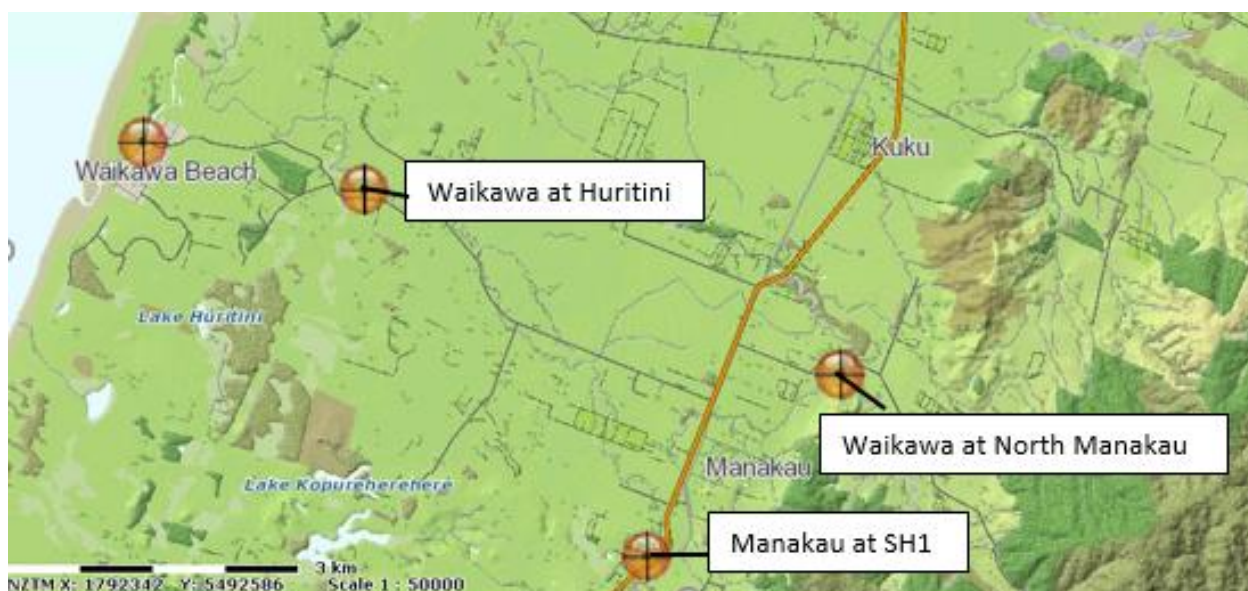 Kuku
Waikawa Beach
Waikawa at Huritini
Lake Huritini
Waikawa at North Manakau
Manakau
Lake Kopureherehere
Manakau at SH1
3 km
NZTM X: 1792342 Y: 5492586 Scale 1 : 50000